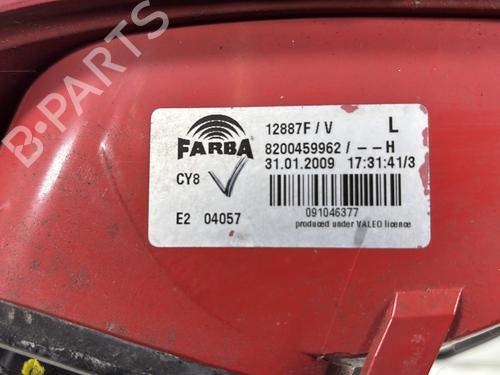 B-PARTS
FARBA
12887F / V L
8200459962 / -- H
31.01.2009 17:31:41/3
CY8
E2 04057
091046377
produced under VALEO licence